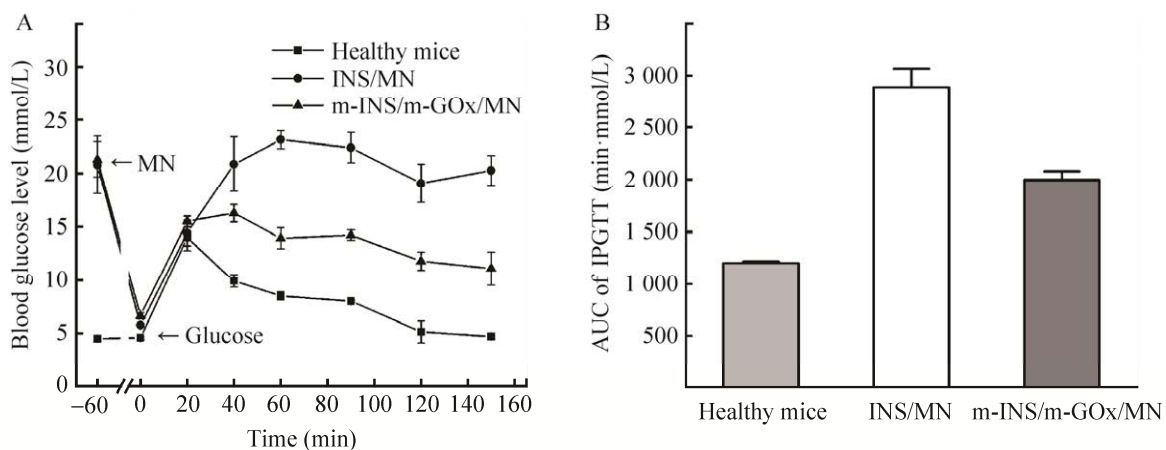 A
Blood glucose level (mmol/L)
30
25
20
15
10
5
0
Healthy mice
INS/MN
m-INS/m-GOx/MN
← MN
← Glucose
−60 0 20 40 60 80 100 120 140 160
Time (min)
B
AUC of IPGTT (min·mmol/L)
3 000
2 500
2 000
1 500
1 000
500
Healthy mice INS/MN m-INS/m-GOx/MN